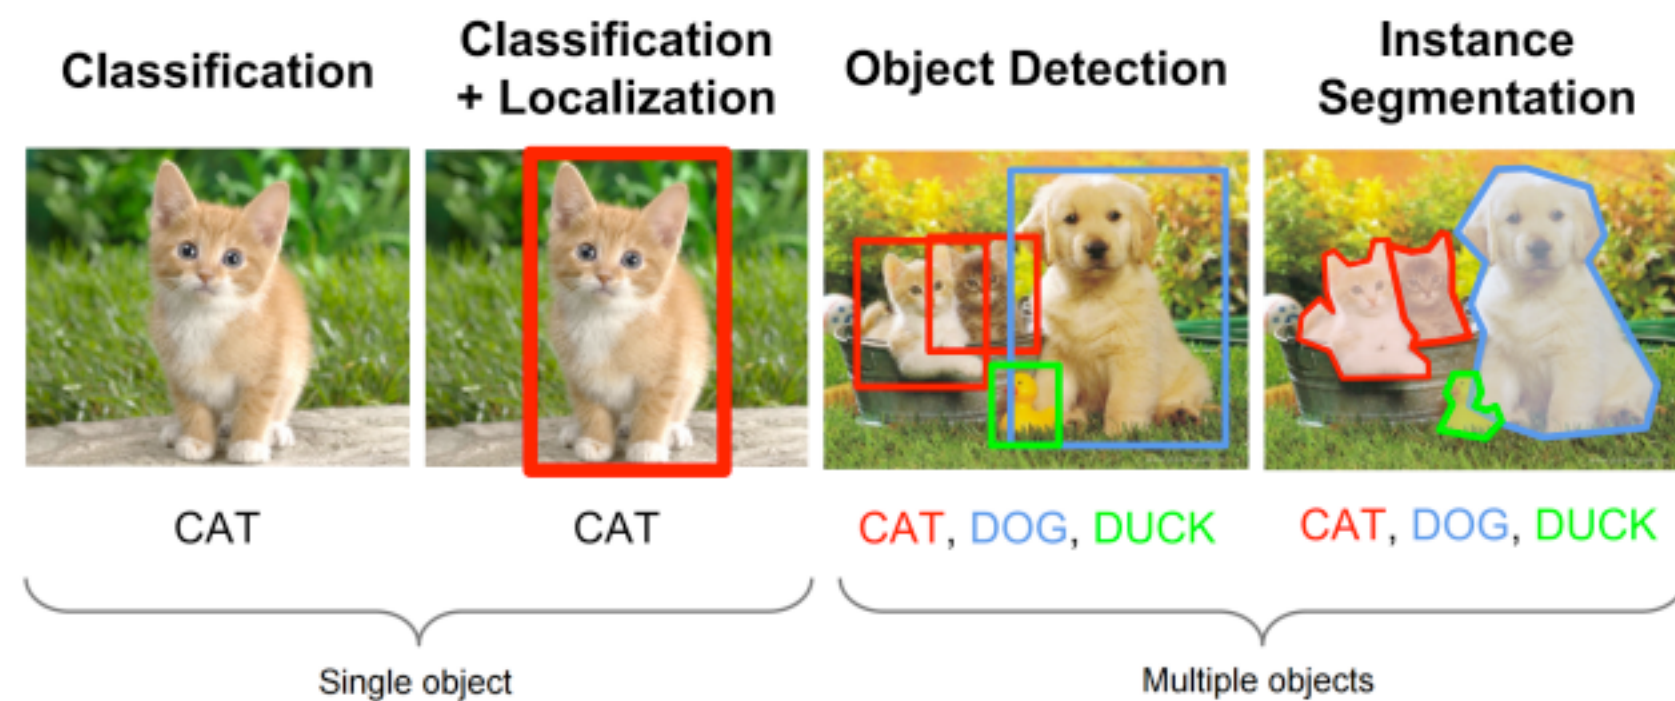 Classification
Classification
+ Localization
Object Detection
Instance
Segmentation
CAT
CAT
CAT, DOG, DUCK
CAT, DOG, DUCK
Single object
Multiple objects